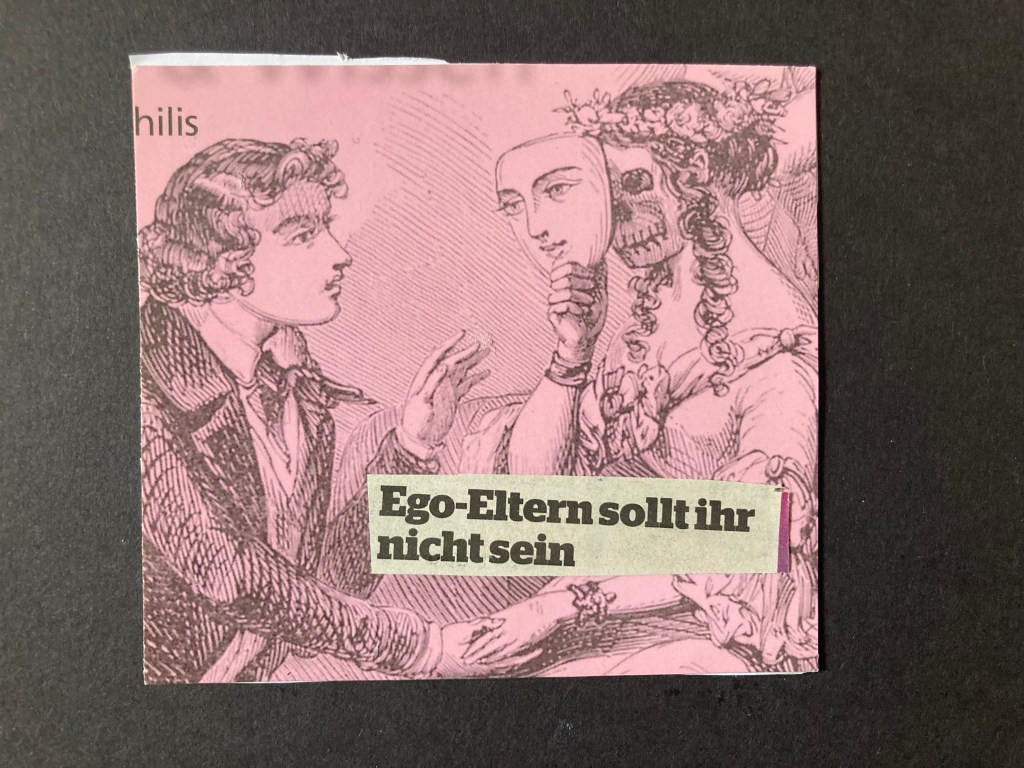 hilis
Ego-Eltern sollt ihr
nicht sein